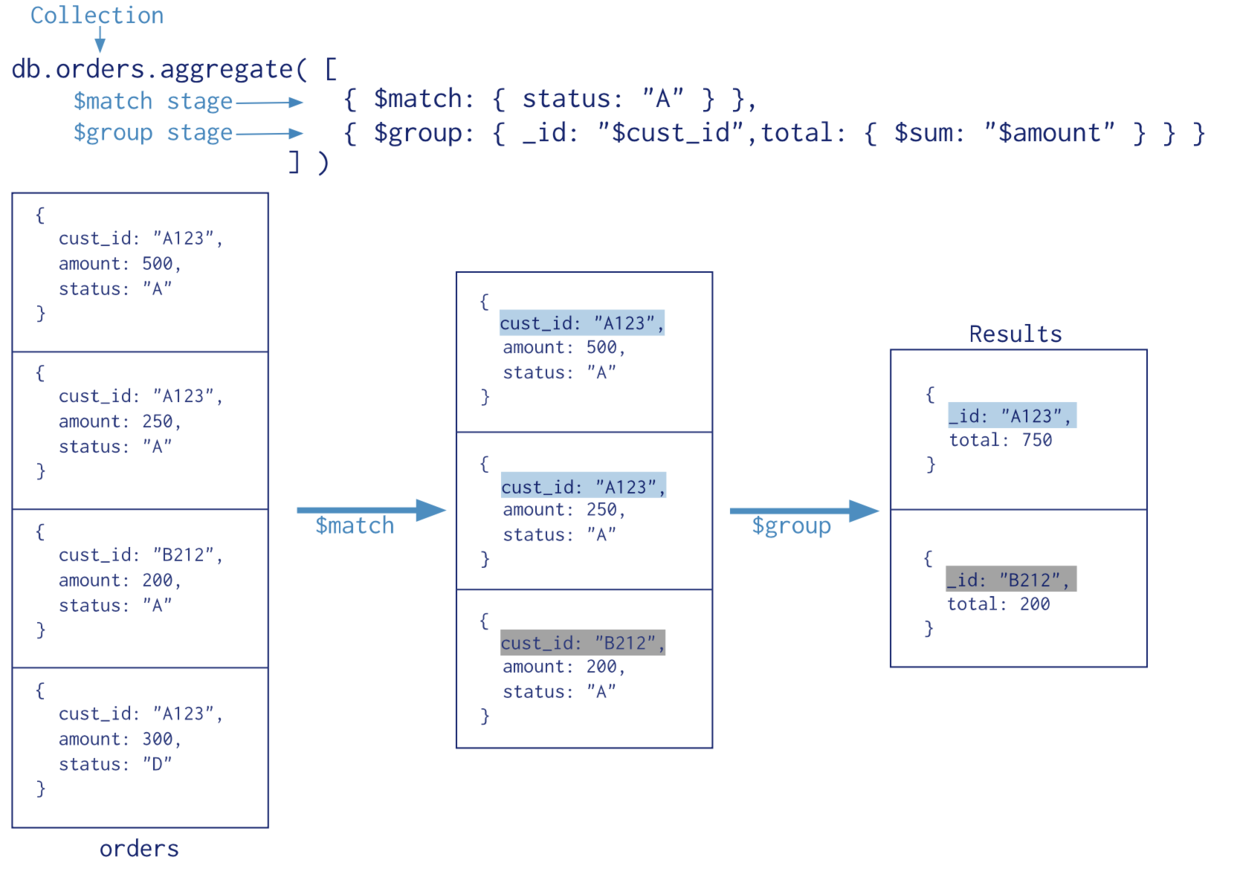 Collection
db.orders.aggregate( [
$match stage { $match: { status: "A" } },
$group stage { $group: { _id: "$cust_id",total: { $sum: "$amount" } } }
] )
{
cust_id: "A123",
amount: 500,
status: "A"
}
{
cust_id: "A123",
amount: 250,
status: "A"
}
{
cust_id: "B212",
amount: 200,
status: "A"
}
{
cust_id: "A123",
amount: 300,
status: "D"
}
orders
$match
{
cust_id: "A123",
amount: 500,
status: "A"
}
{
cust_id: "A123",
amount: 250,
status: "A"
}
{
cust_id: "B212",
amount: 200,
status: "A"
}
$group
Results
{
_id: "A123",
total: 750
}
{
_id: "B212",
total: 200
}